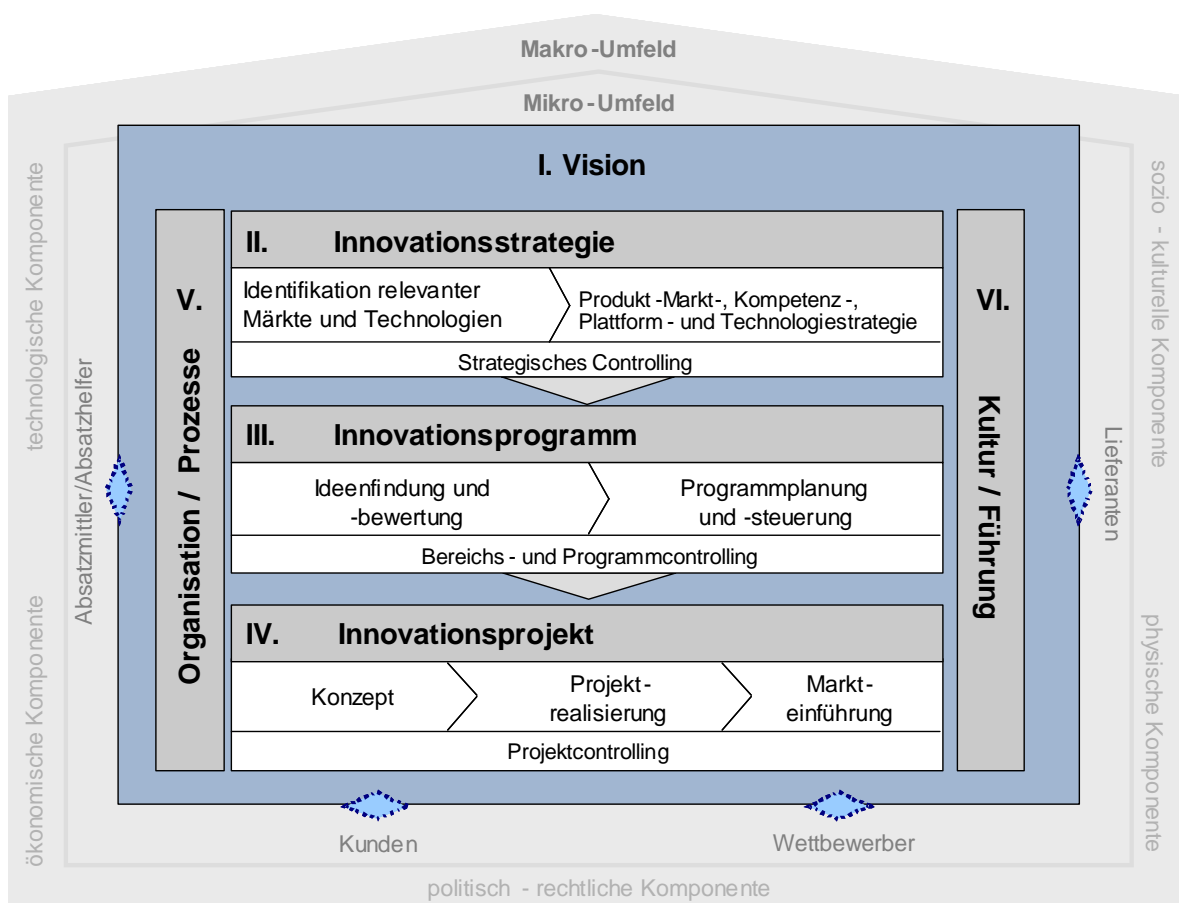 Makro-Umfeld
Mikro-Umfeld
I. Vision
technologische Komponente
ökonomische Komponente
Absatzmittler/Absatzhelfer
V.
Organisation / Prozesse
II. Innovationsstrategie
Identifikation relevanter
Märkte und Technologien
Produkt-Markt-, Kompetenz-,
Plattform- und Technologiestrategie
Strategisches Controlling
III. Innovationsprogramm
Ideenfindung und
-bewertung
Programmplanung
und -steuerung
Bereichs- und Programmcontrolling
IV. Innovationsprojekt
Konzept
Projekt-
realisierung
Markt-
einführung
Projektcontrolling
VI.
Kultur / Führung
Lieferanten
sozio - kulturelle Komponente
physische Komponente
Kunden
Wettbewerber
politisch - rechtliche Komponente